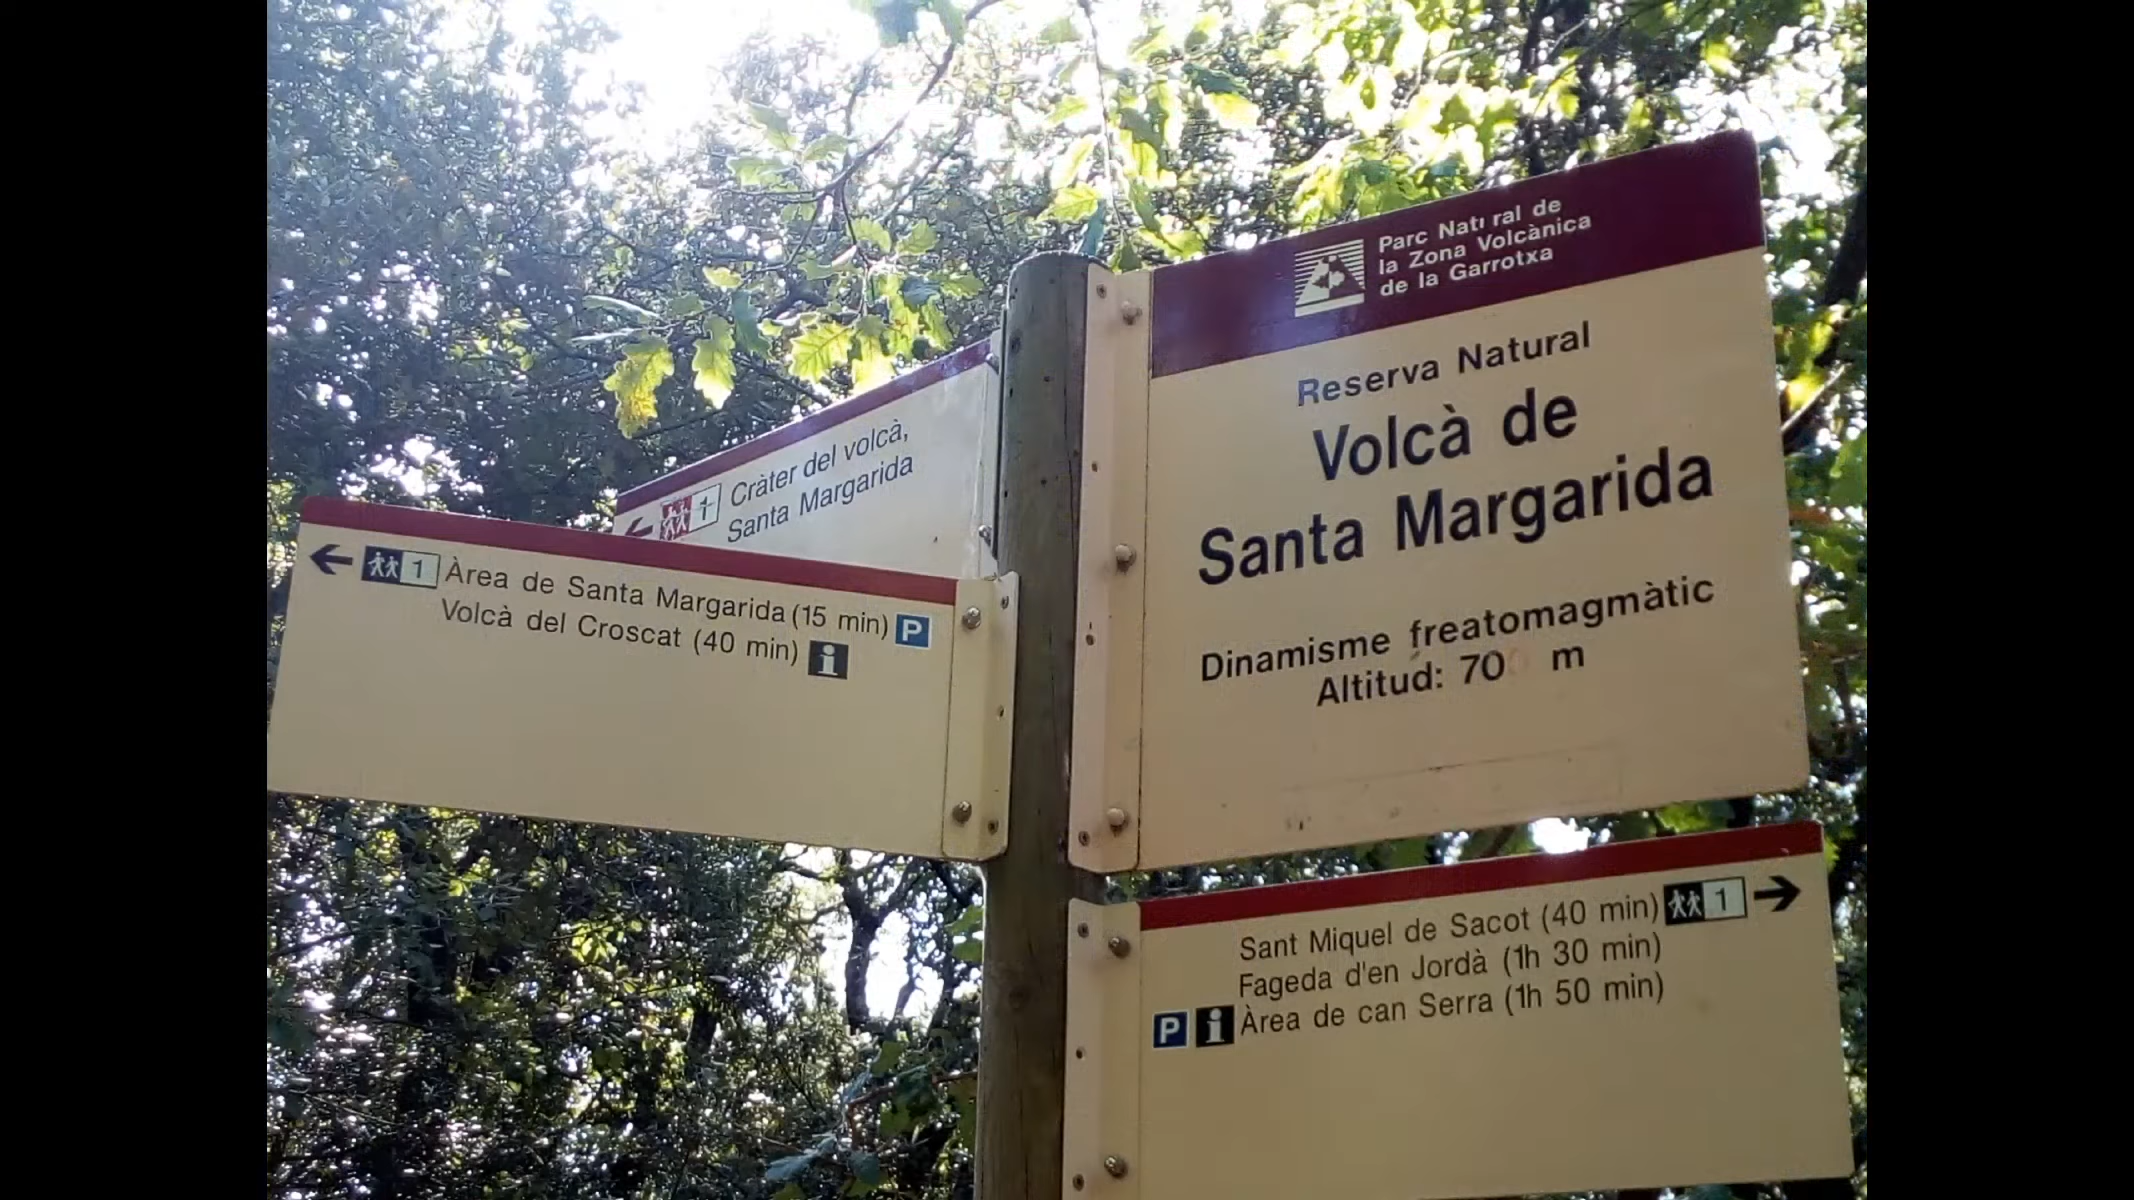 Parc Natural de
la Zona Volcànica
de la Garrotxa
Reserva Natural
Volcà de
Santa Margarida
Dinamisme freatomagmàtic
Altitud: 70 m
1 Cràter del volcà,
Santa Margarida
1 Àrea de Santa Margarida (15 min) P
Volcà del Croscat (40 min) i
Sant Miquel de Sacot (40 min) 1
Fageda d'en Jordà (1h 30 min)
P i Àrea de can Serra (1h 50 min)